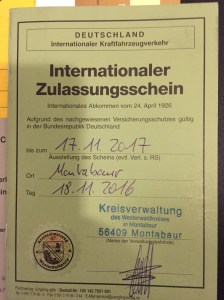 DEUTSCHLAND
Internationaler Kraftfahrzeugverkehr
Internationaler
Zulassungsschein
Internationales Abkommen vom 24. April 1926
Aufgrund des nachgewiesenen Versicherungsschutzes gültig
in der Bundesrepublik Deutschland
bis zum 17.11.2017
Ausstellung des Scheins (evtl. Verl. s. RS)
Ort Montabaur
Tag 18.11.2016
Kreisverwaltung
des Westerwaldkreises
in Montabaur
56409 Montabaur